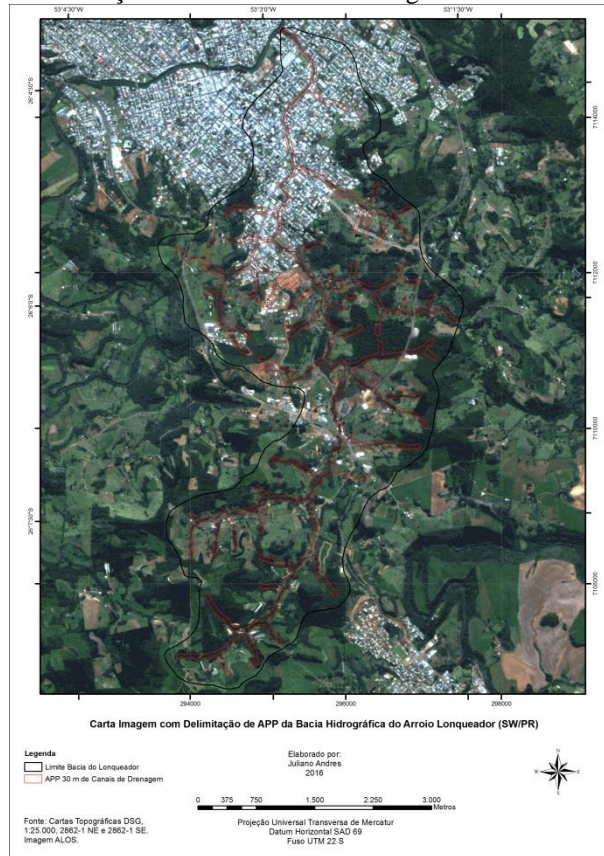 53°4'30"S 53°3'0"S 53°1'30"S
26°4'30"S
7114000
7112000
26°6'0"S
7110000
26°7'30"S
7108000
294000 296000 298000
Carta Imagem com Delimitação de APP da Bacia Hidrográfica do Arroio Lonqueador (SW/PR)
Legenda
Limite Bacia do Lonqueador
APP 30 m de Canais de Drenagem
Elaborado por:
Juliano Andres
2016
N
W E
S
0 375 750 1.500 2.250 3.000
Metros
Fonte: Cartas Topográficas DSG,
1:25.000, 2862-1 NE e 2862-1 SE.
Imagem ALOS.
Projeção Universal Transversa de Mercatur
Datum Horizontal SAD 69
Fuso UTM 22 S